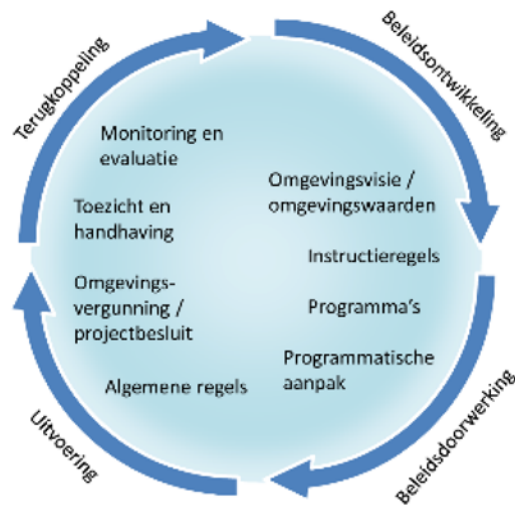 Terugkoppeling
Beleidsontwikkeling
Monitoring en
evaluatie
Omgevingsvisie /
omgevingswaarden
Toezicht en
handhaving
Instructieregels
Omgevings-
vergunning /
projectbesluit
Programma's
Programmatische
aanpak
Algemene regels
Uitvoering
Beleidsdoorwerking